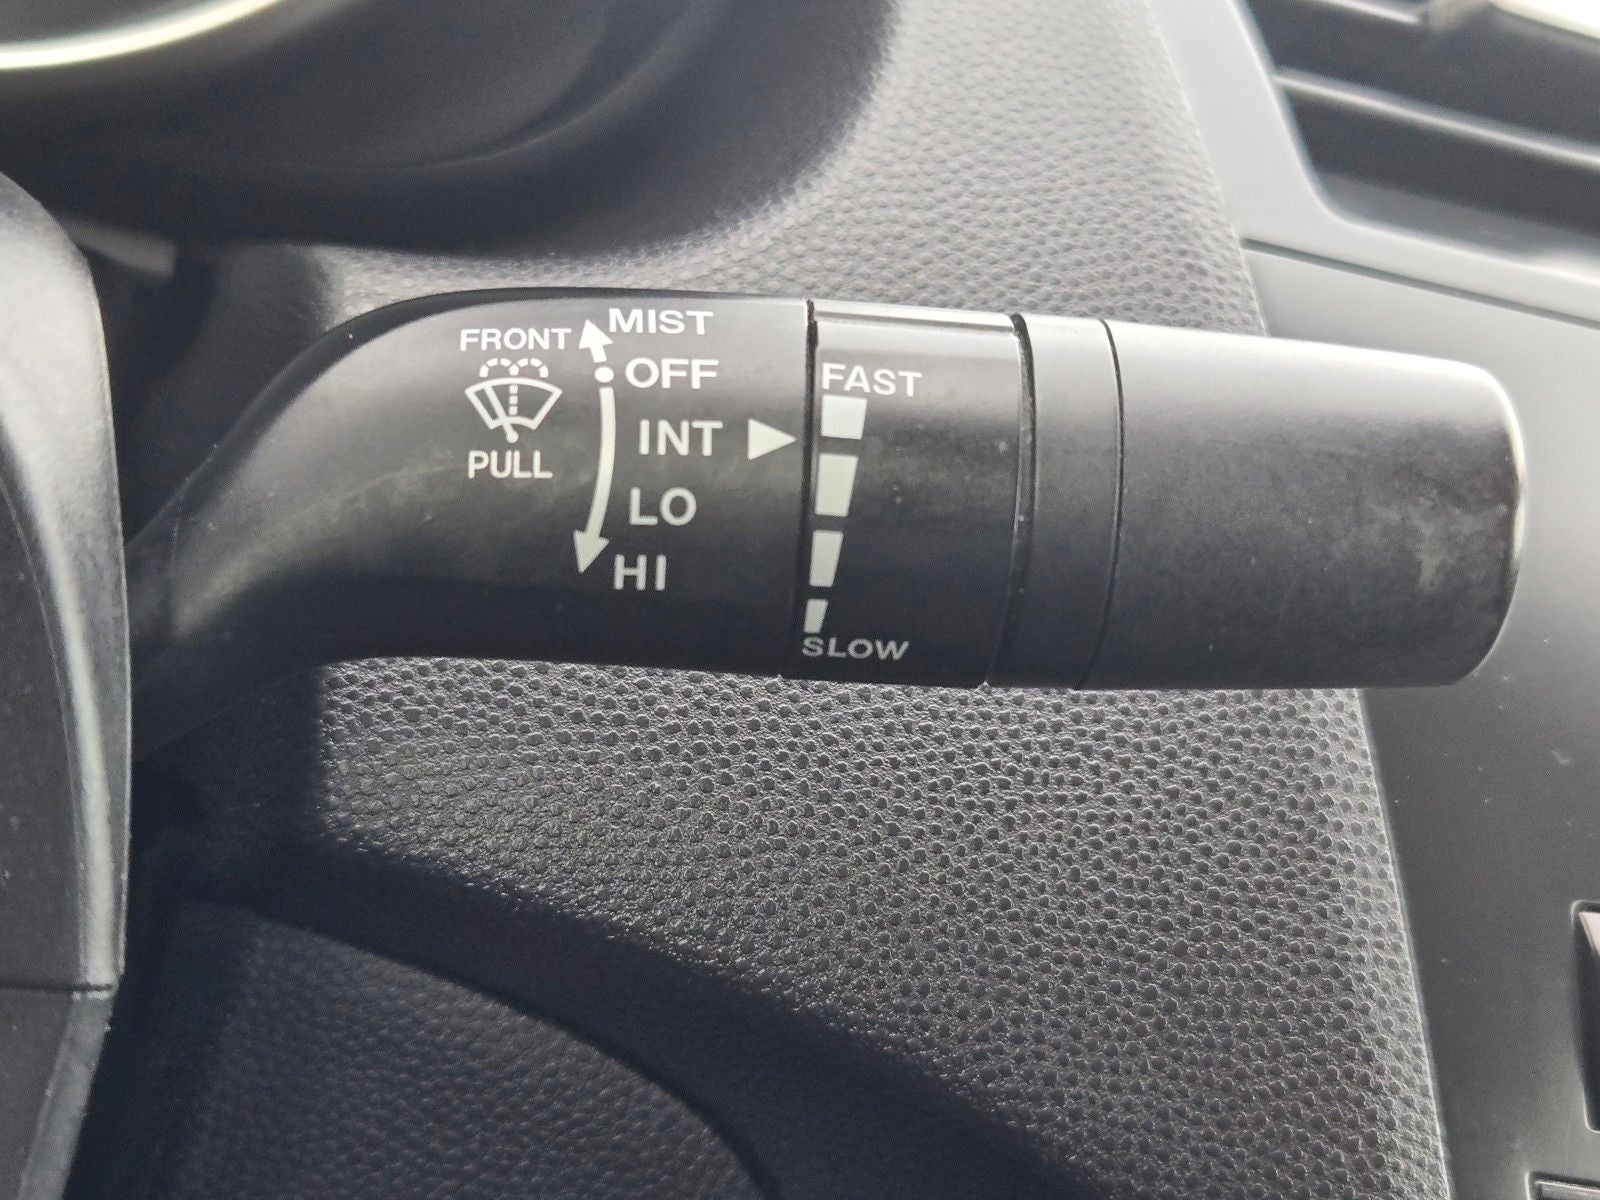 FRONT
PULL
MIST
OFF
INT
LO
HI
FAST
SLOW